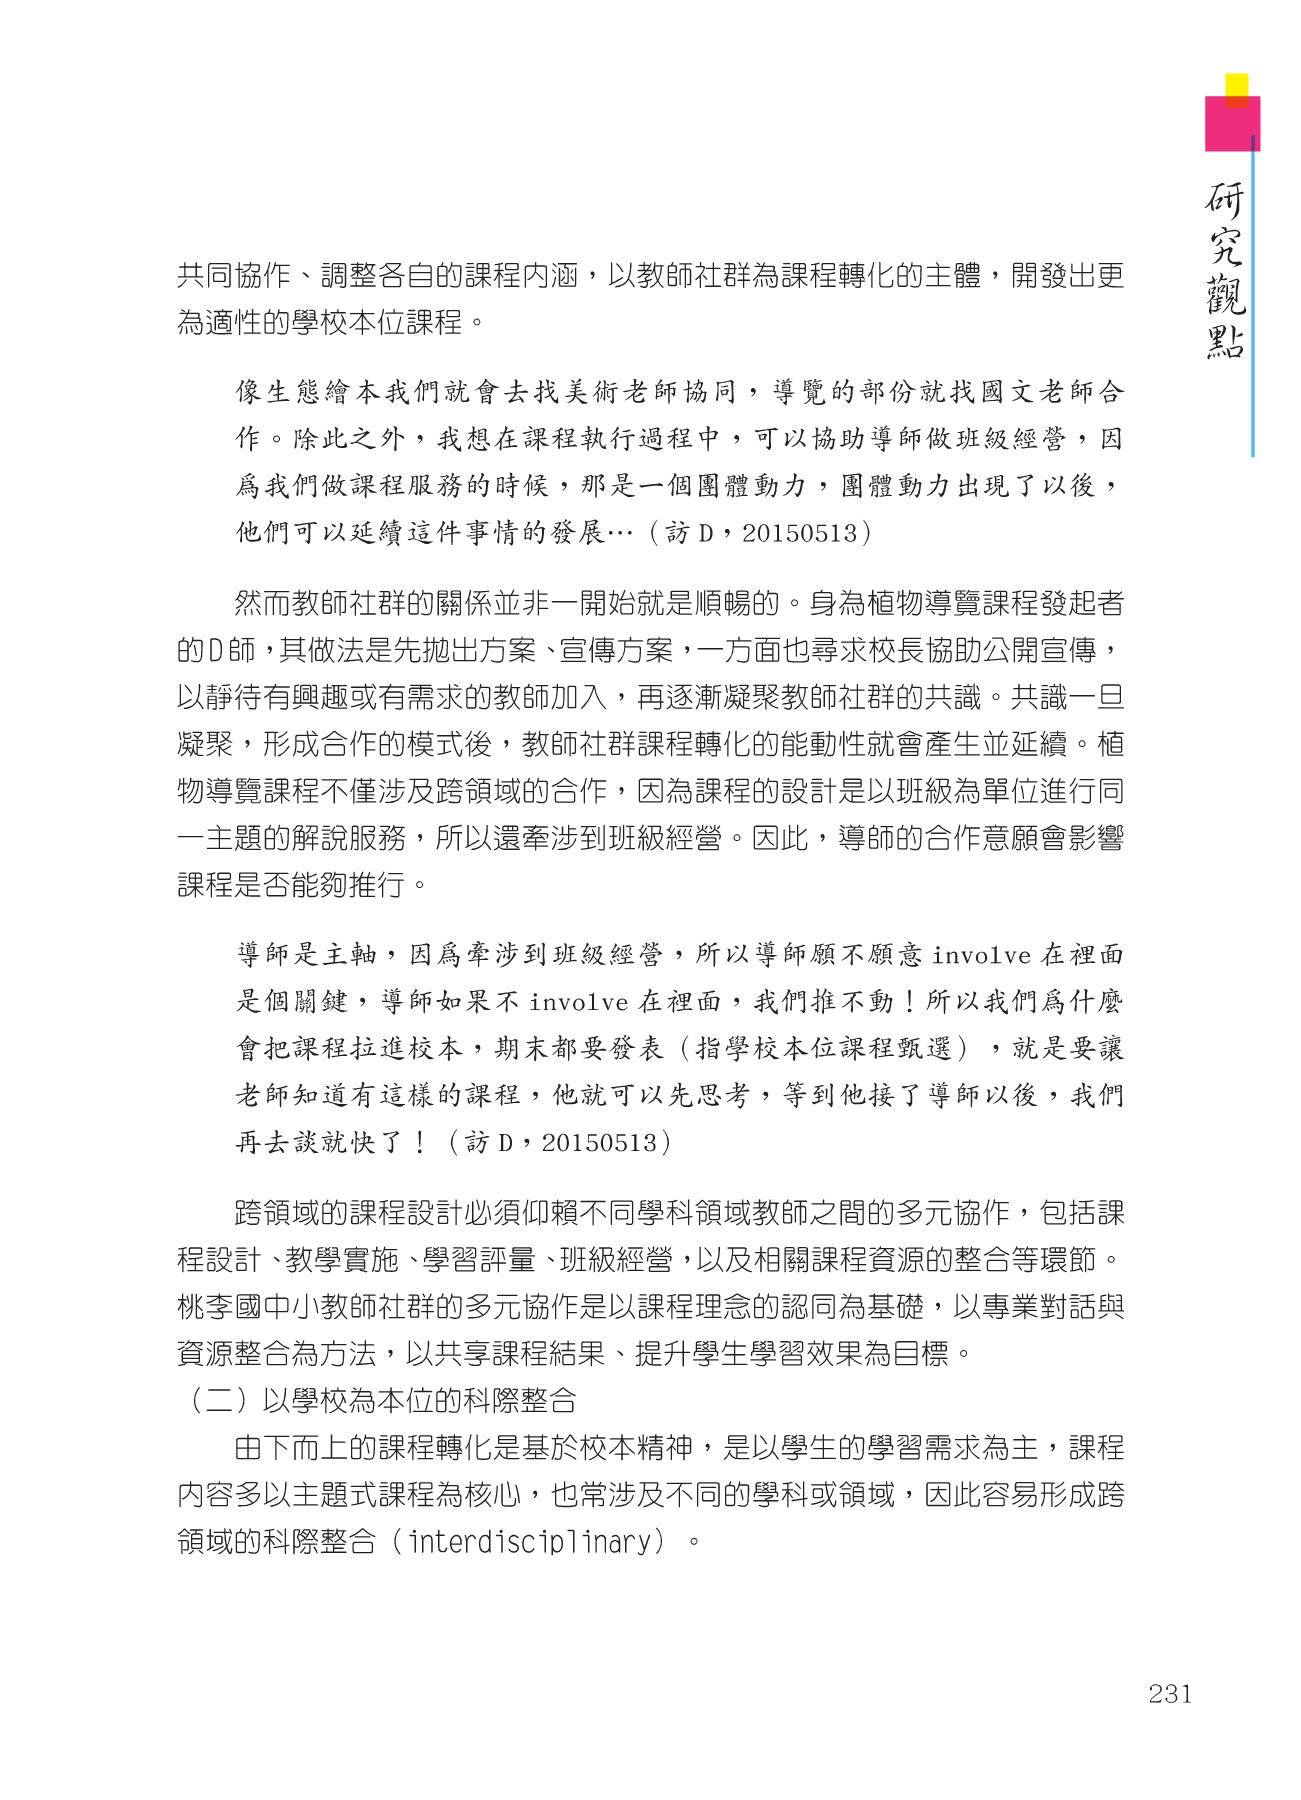 研究觀點
共同協作、調整各自的課程內涵，以教師社群為課程轉化的主體，開發出更
為適性的學校本位課程。
像生態繪本我們就會去找美術老師協同，導覽的部份就找國文老師合
作。除此之外，我想在課程執行過程中，可以協助導師做班級經營，因
為我們做課程服務的時候，那是一個團體動力，團體動力出現了以後，
他們可以延續這件事情的發展…（訪 D，20150513）
然而教師社群的關係並非一開始就是順暢的。身為植物導覽課程發起者
的D師，其做法是先拋出方案、宣傳方案，一方面也尋求校長協助公開宣傳，
以靜待有興趣或有需求的教師加入，再逐漸凝聚教師社群的共識。共識一旦
凝聚，形成合作的模式後，教師社群課程轉化的能動性就會產生並延續。植
物導覽課程不僅涉及跨領域的合作，因為課程的設計是以班級為單位進行同
一主題的解說服務，所以還牽涉到班級經營。因此，導師的合作意願會影響
課程是否能夠推行。
導師是主軸，因為牽涉到班級經營，所以導師願不願意 involve 在裡面
是個關鍵，導師如果不 involve 在裡面，我們推不動！所以我們為什麼
會把課程拉進校本，期末都要發表（指學校本位課程甄選），就是要讓
老師知道有這樣的課程，他就可以先思考，等到他接了導師以後，我們
再去談就快了！（訪 D，20150513）
跨領域的課程設計必須仰賴不同學科領域教師之間的多元協作，包括課
程設計、教學實施、學習評量、班級經營，以及相關課程資源的整合等環節。
桃李國中小教師社群的多元協作是以課程理念的認同為基礎，以專業對話與
資源整合為方法，以共享課程結果、提升學生學習效果為目標。
（二）以學校為本位的科際整合
由下而上的課程轉化是基於校本精神，是以學生的學習需求為主，課程
內容多以主題式課程為核心，也常涉及不同的學科或領域，因此容易形成跨
領域的科際整合（interdisciplinary）。
231